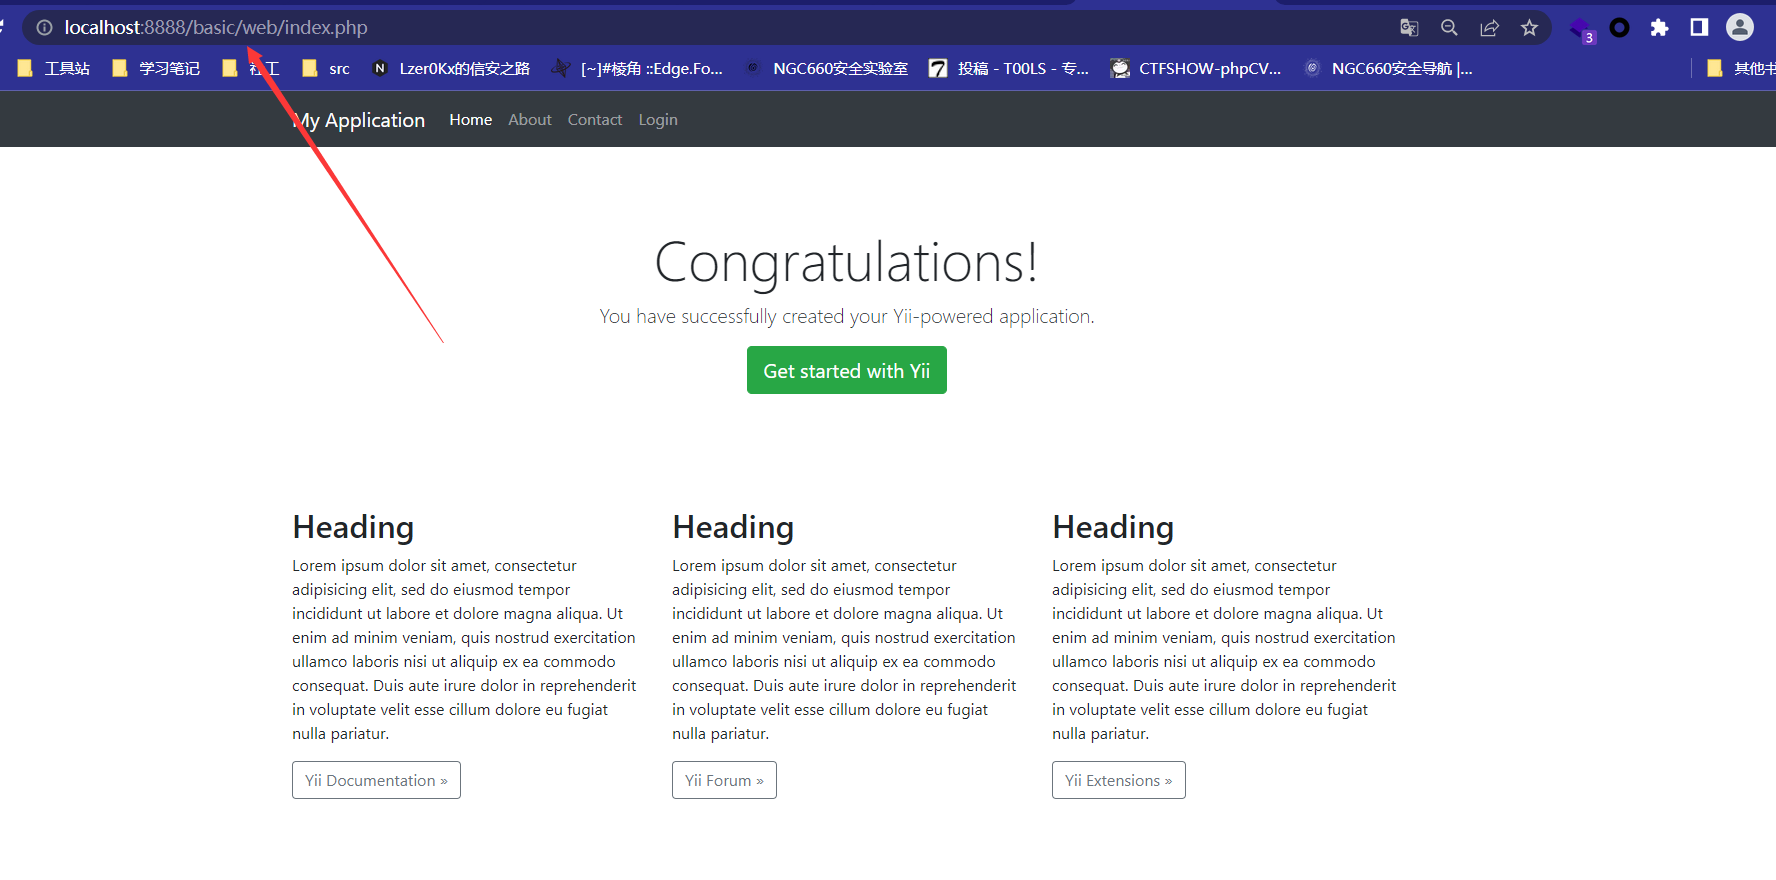 localhost:8888/basic/web/index.php
3
工具站 学习笔记 社工 src Lzer0Kx的信安之路 [~]#棱角 ::Edge.Fo... NGC660安全实验室 投稿 - T00LS - 专... CTFSHOW-phpCV... NGC660安全导航 |... 其他书
My Application Home About Contact Login
Congratulations!
You have successfully created your Yii-powered application.
Get started with Yii
Heading
Lorem ipsum dolor sit amet, consectetur
adipisicing elit, sed do eiusmod tempor
incididunt ut labore et dolore magna aliqua. Ut
enim ad minim veniam, quis nostrud exercitation
ullamco laboris nisi ut aliquip ex ea commodo
consequat. Duis aute irure dolor in reprehenderit
in voluptate velit esse cillum dolore eu fugiat
nulla pariatur.
Yii Documentation »
Heading
Lorem ipsum dolor sit amet, consectetur
adipisicing elit, sed do eiusmod tempor
incididunt ut labore et dolore magna aliqua. Ut
enim ad minim veniam, quis nostrud exercitation
ullamco laboris nisi ut aliquip ex ea commodo
consequat. Duis aute irure dolor in reprehenderit
in voluptate velit esse cillum dolore eu fugiat
nulla pariatur.
Yii Forum »
Heading
Lorem ipsum dolor sit amet, consectetur
adipisicing elit, sed do eiusmod tempor
incididunt ut labore et dolore magna aliqua. Ut
enim ad minim veniam, quis nostrud exercitation
ullamco laboris nisi ut aliquip ex ea commodo
consequat. Duis aute irure dolor in reprehenderit
in voluptate velit esse cillum dolore eu fugiat
nulla pariatur.
Yii Extensions »